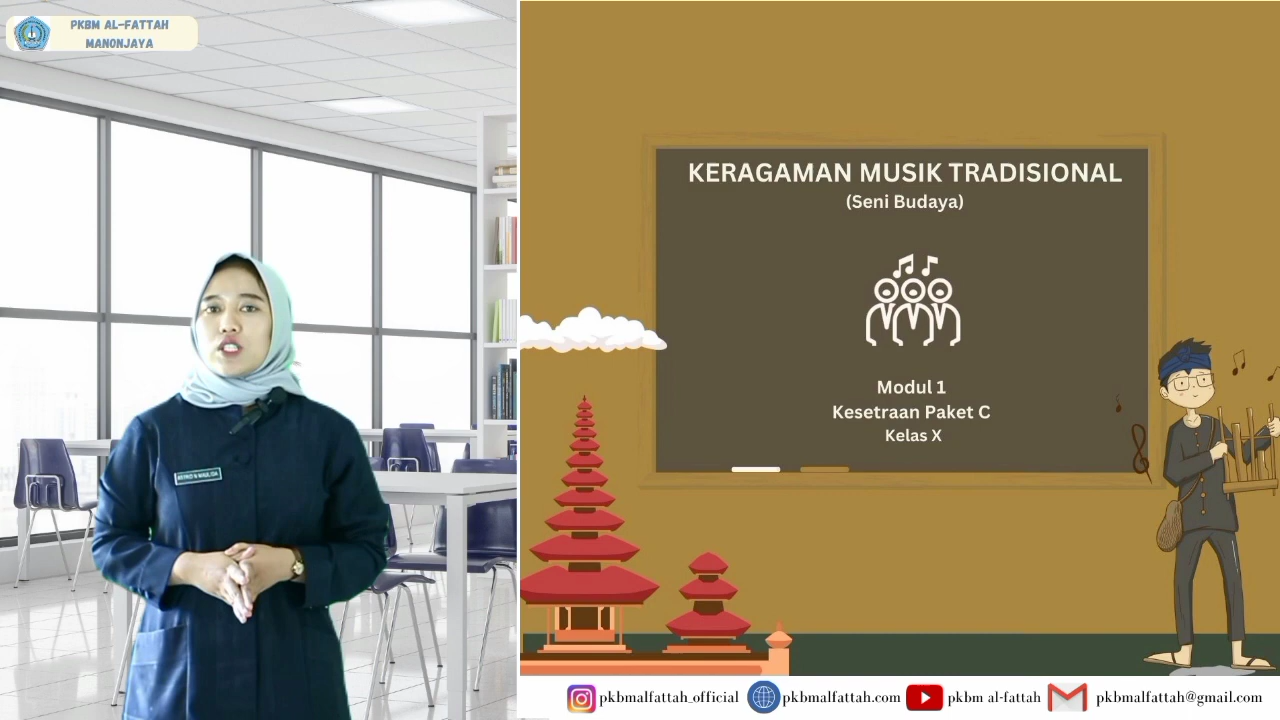 PKBM AL-FATTAH
MANONJAYA
KERAGAMAN MUSIK TRADISIONAL
(Seni Budaya)
Modul 1
Kesetraan Paket C
Kelas X
pkbmalfattah_official
pkbmalfattah.com
pkbm al-fattah
pkbmalfattah@gmail.com